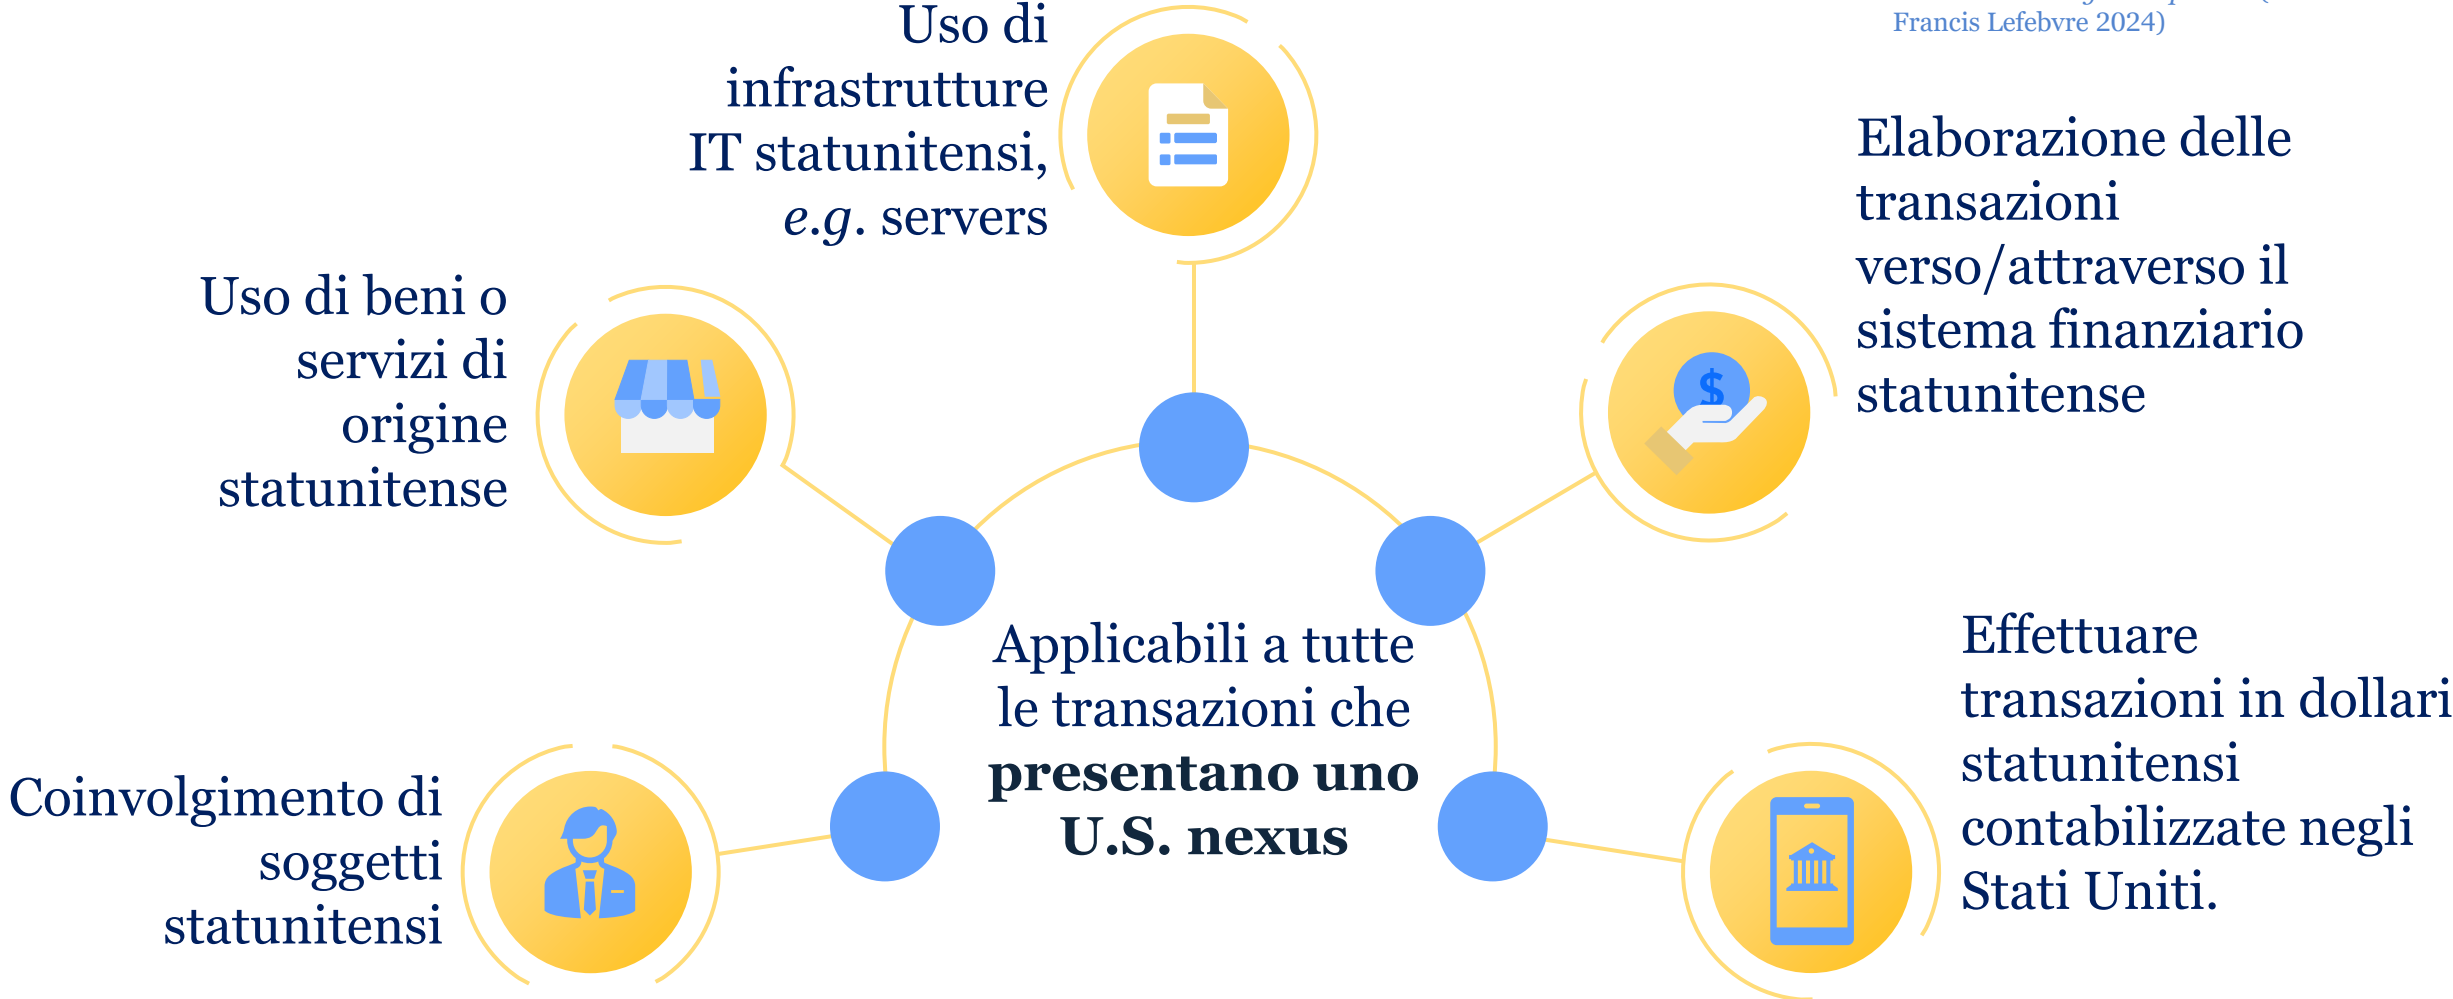 Francis Lefebvre 2024)
Uso di
infrastrutture
IT statunitensi,
e.g. servers
Elaborazione delle
transazioni
verso/attraverso il
sistema finanziario
statunitense
Uso di beni o
servizi di
origine
statunitense
$
Applicabili a tutte
le transazioni che
presentano uno
U.S. nexus
Effettuare
transazioni in dollari
statunitensi
contabilizzate negli
Stati Uniti.
Coinvolgimento di
soggetti
statunitensi